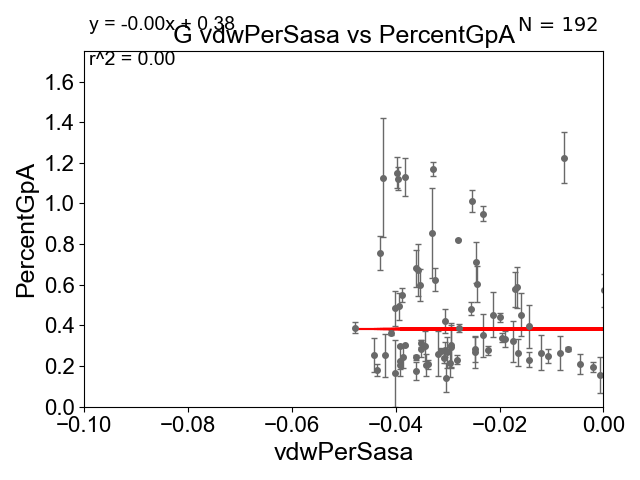 y = -0.00x + 0.38
N = 192
G vdwPerSasa vs PercentGpA
r^2 = 0.00
PercentGpA
1.6
1.4
1.2
1.0
0.8
0.6
0.4
0.2
0.0
−0.10 −0.08 −0.06 −0.04 −0.02 0.00
vdwPerSasa